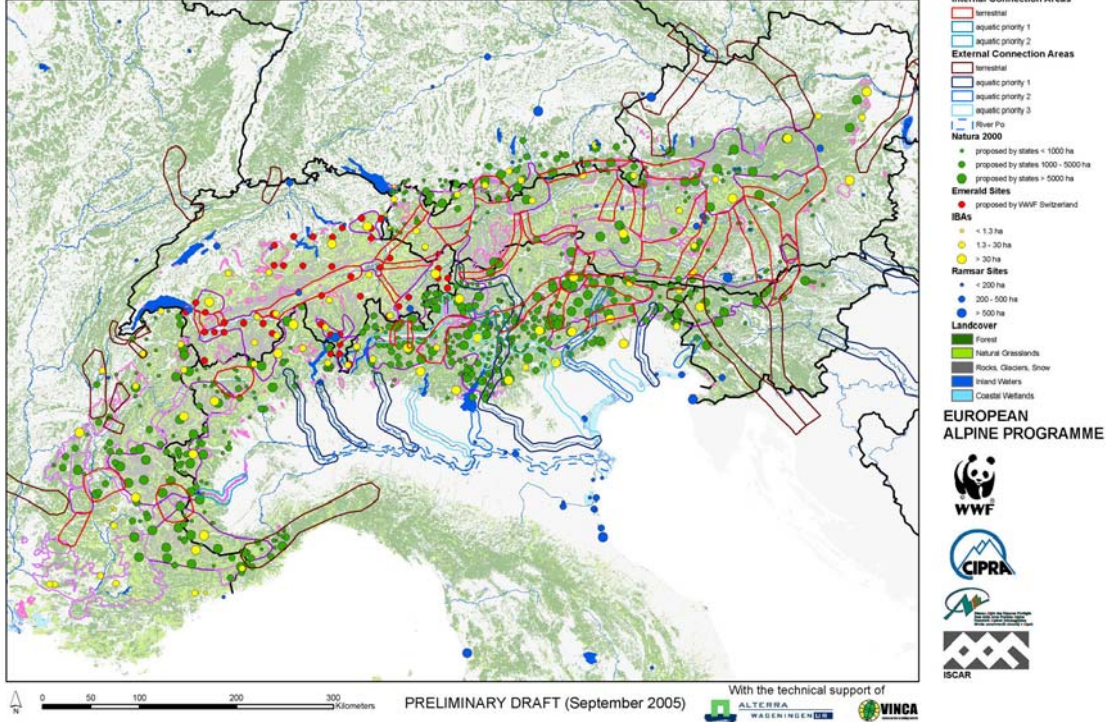 Internal Connection Areas
terrestrial
aquatic priority 1
aquatic priority 2
External Connection Areas
terrestrial
aquatic priority 1
aquatic priority 2
aquatic priority 3
River Po
Natura 2000
proposed by states < 1000 ha
proposed by states 1000 - 5000 ha
proposed by states > 5000 ha
Emerald Sites
proposed by WWF Switzerland
IBAs
< 1.3 ha
1.3 - 30 ha
> 30 ha
Ramsar Sites
< 200 ha
200 - 500 ha
> 500 ha
Landcover
Forest
Natural Grasslands
Rocks, Glaciers, Snow
Inland Waters
Coastal Wetlands
EUROPEAN
ALPINE PROGRAMME
WWF
CIPRA
ISCAR
N
0 50 100 200 300
Kilometers
PRELIMINARY DRAFT (September 2005)
With the technical support of
ALTERRA
WAGENINGEN UR
VINCA